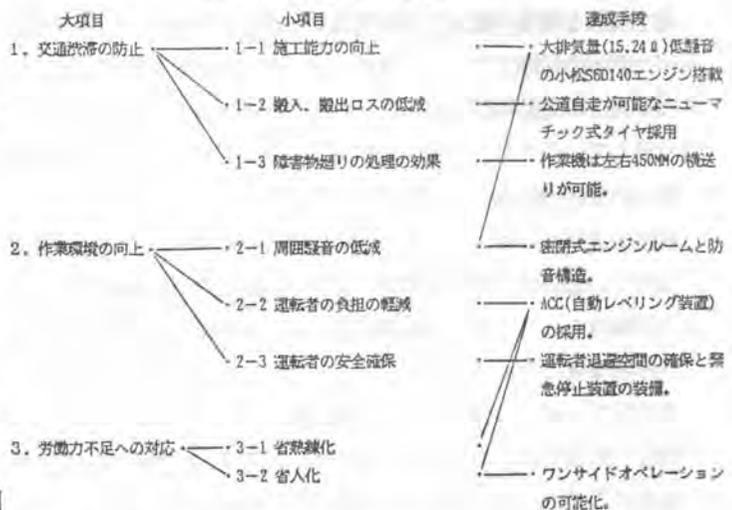 大項目 小項目 達成手段
1．交通渋滞の防止 1－1 施工能力の向上 大排気量(15.24ℓ)低騒音
の小松S6D140エンジン搭載
1－2 搬入、搬出ロスの低減 公道自走が可能なニューマ
チック式タイヤ採用
1－3 障害物廻りの処理の効果 作業機は左右450MMの横送
りが可能。
2．作業環境の向上 2－1 周囲騒音の低減 密閉式エンジンルームと防
音構造。
2－2 運転者の負担の軽減 ACC(自動レベリング装置)
の採用。
2－3 運転者の安全確保 運転者退避空間の確保と緊
急停止装置の装備。
3．労働力不足への対応 3－1 省熟練化
3－2 省人化 ワンサイドオペレーション
の可能化。